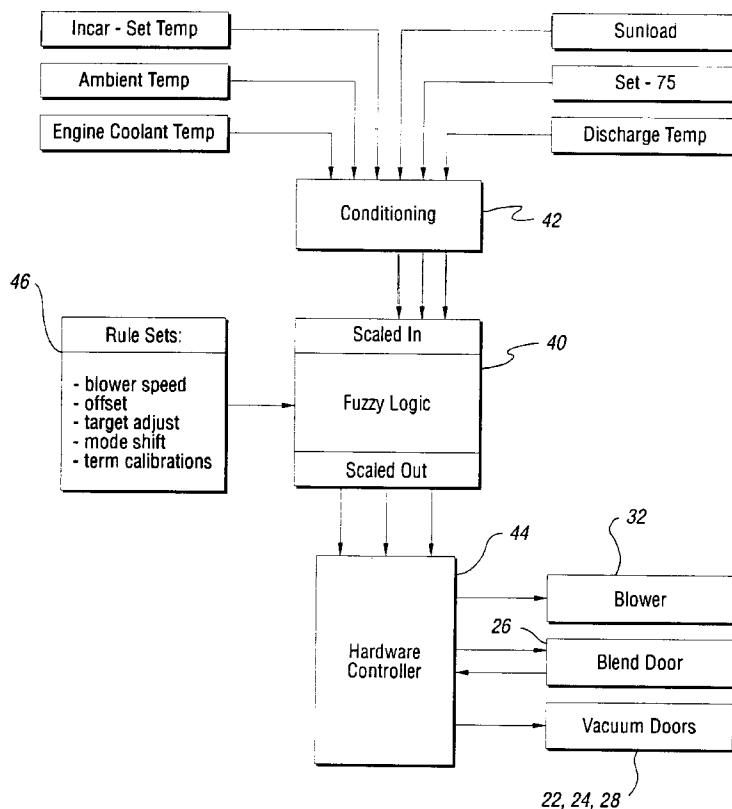 Incar - Set Temp
Sunload
Ambient Temp
Set - 75
Engine Coolant Temp
Discharge Temp
Conditioning
42
46
Rule Sets:
- blower speed
- offset
- target adjust
- mode shift
- term calibrations
Scaled In
40
Fuzzy Logic
Scaled Out
44
32
Hardware
Controller
Blower
26
Blend Door
Vacuum Doors
22, 24, 28